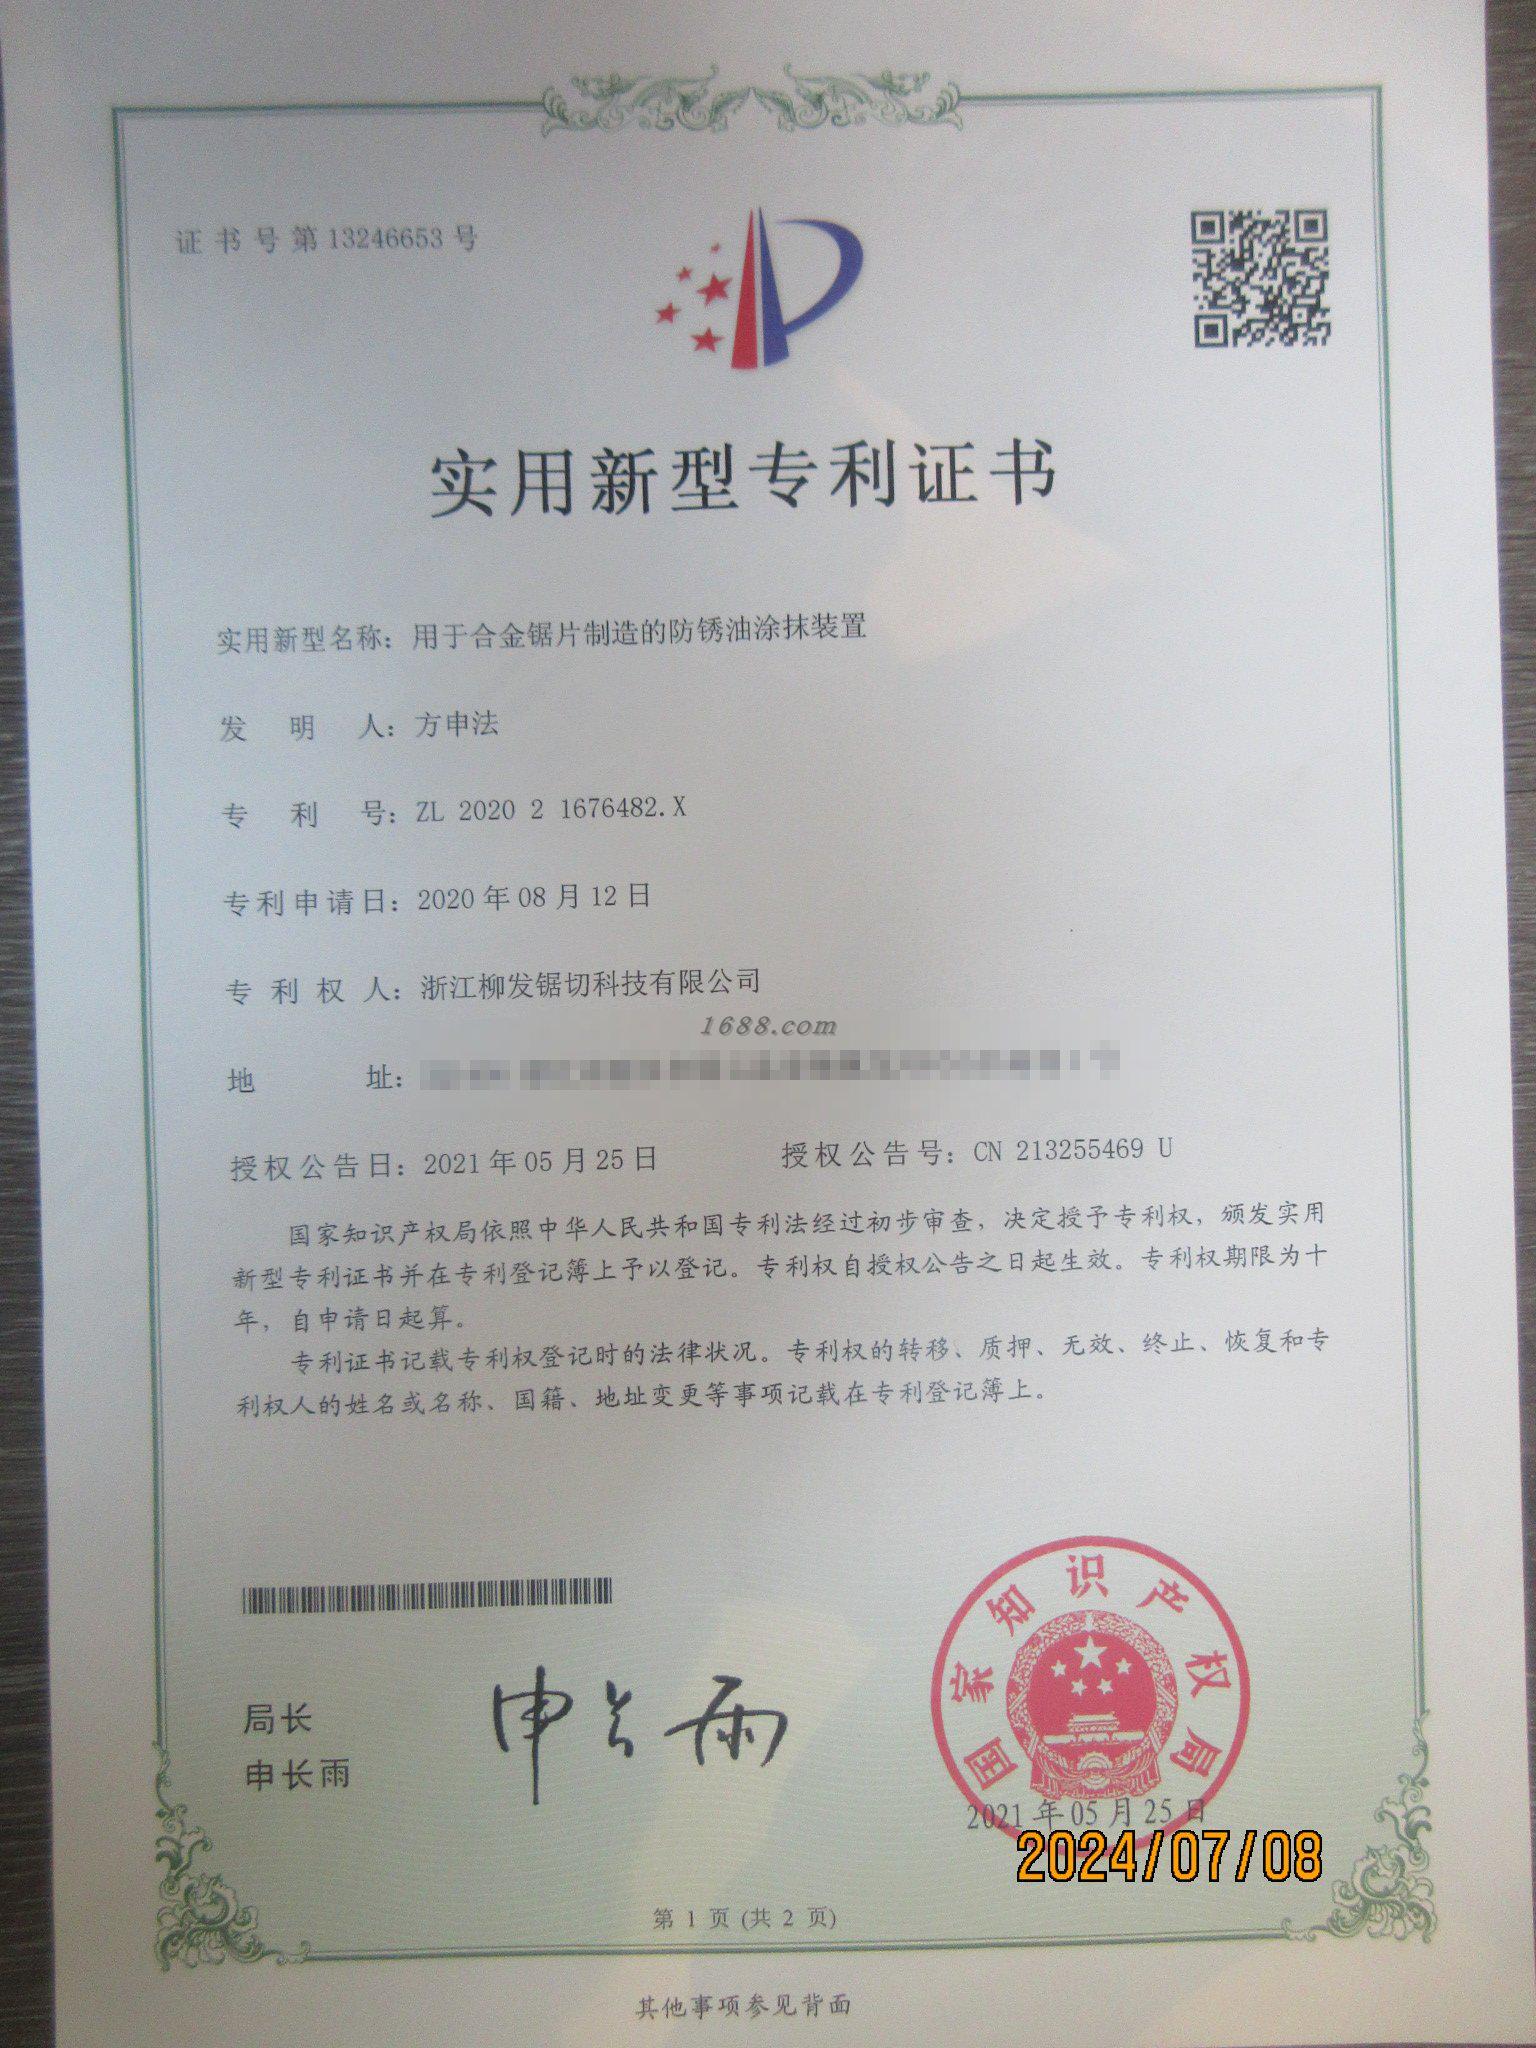 证书号第13246653号
实用新型专利证书
实用新型名称：用于合金锯片制造的防锈油涂抹装置
发明人：方申法
专利号：ZL 2020 2 1676482.X
专利申请日：2020年08月12日
专利权人：浙江柳发锯切科技有限公司
1688.com
地址：
授权公告日：2021年05月25日 授权公告号：CN 213255469 U
国家知识产权局依照中华人民共和国专利法经过初步审查，决定授予专利权，颁发实用
新型专利证书并在专利登记簿上予以登记。专利权自授权公告之日起生效。专利权期限为十
年，自申请日起算。
专利证书记载专利权登记时的法律状况。专利权的转移、质押、无效、终止、恢复和专
利权人的姓名或名称、国籍、地址变更等事项记载在专利登记簿上。
局长
申长雨
申长雨
国家知识产权局
2021年05月25日
2024/07/08
第 1 页 (共 2 页)
其他事项参见背面